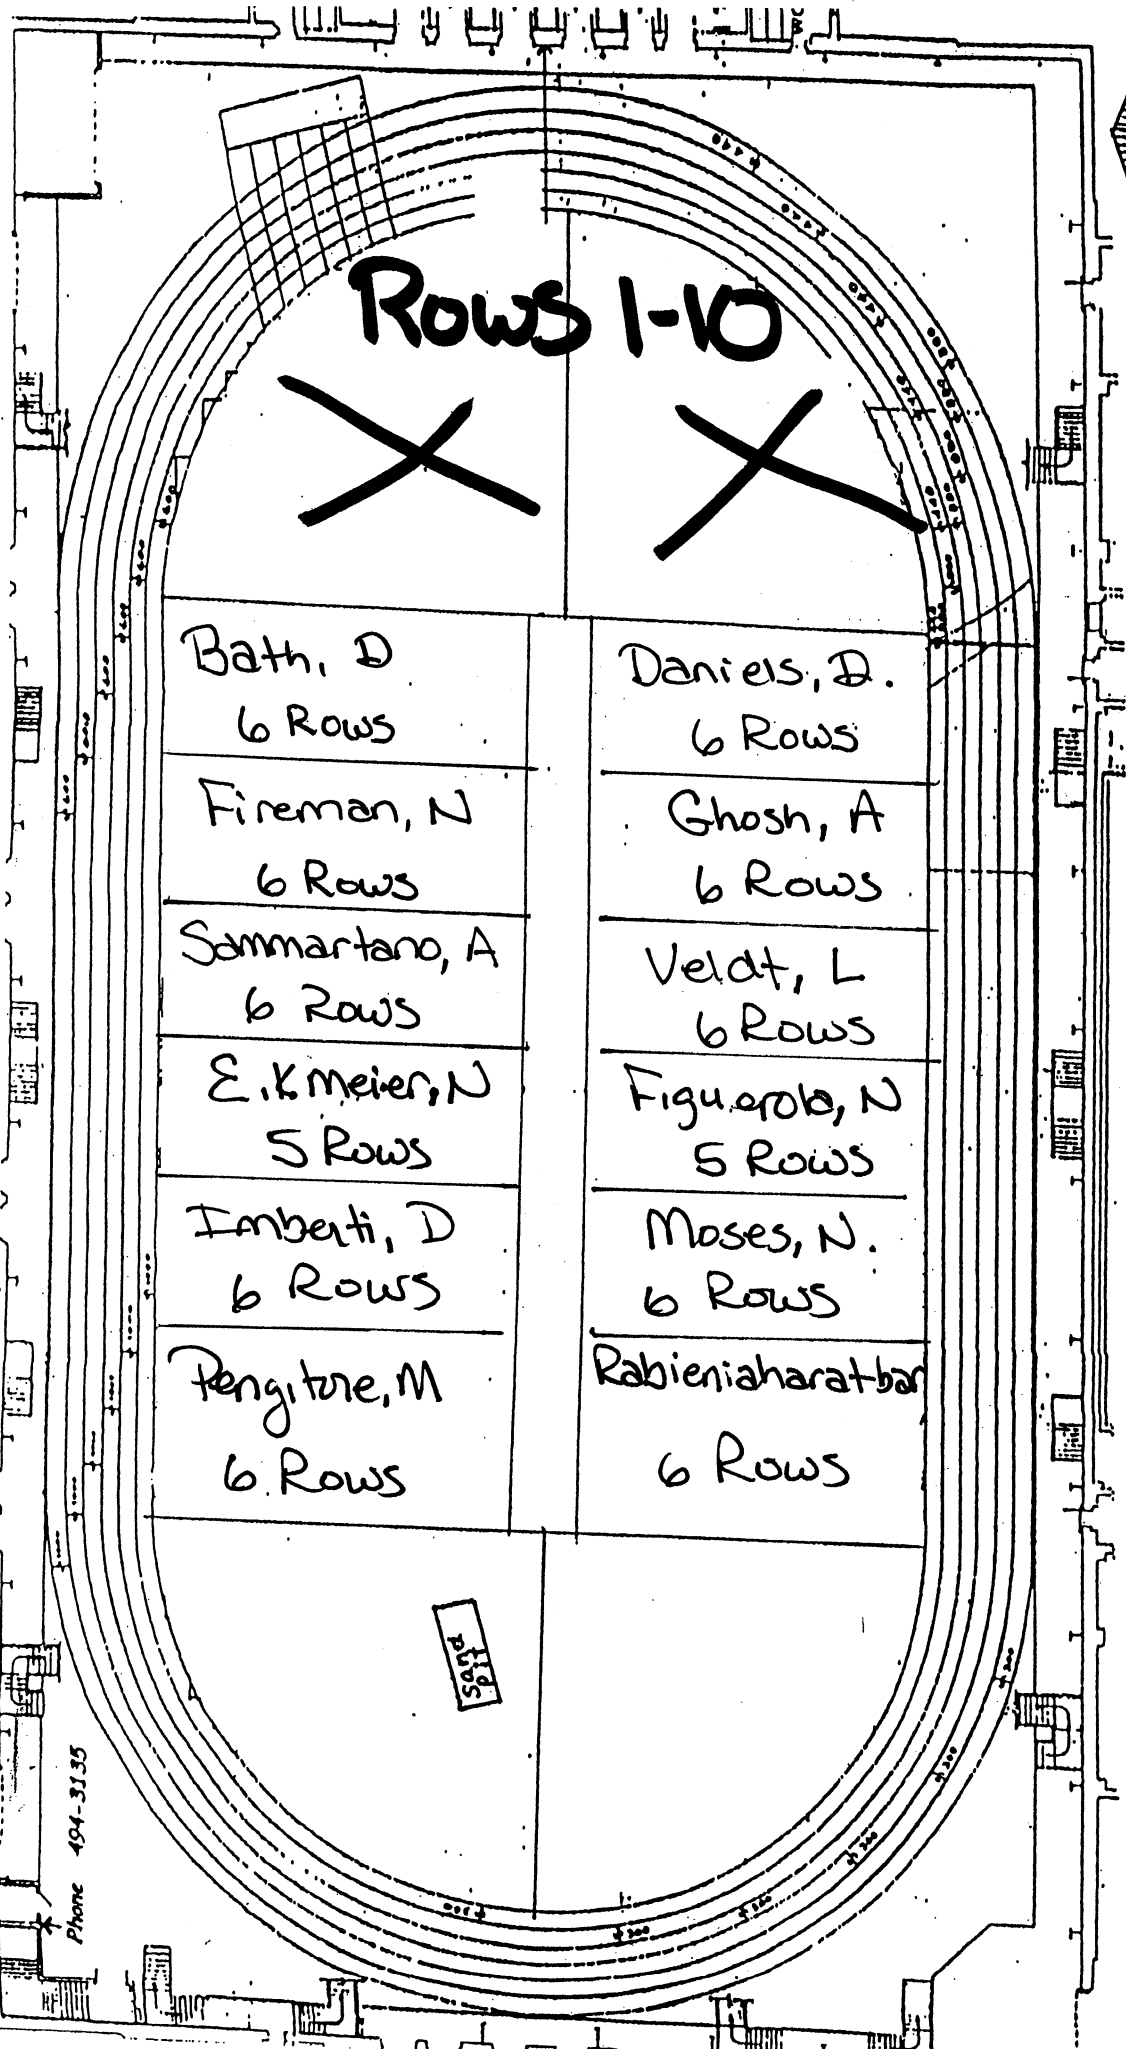 Rows 1-10
Bath, D
6 Rows
Daniels, D.
6 Rows
Fireman, N
6 Rows
Ghosh, A
6 Rows
Sammartano, A
6 Rows
Veldt, L
6 Rows
E.K Meier, N
5 Rows
Figuerola, N
5 Rows
Imberti, D
6 Rows
Moses, N.
6 Rows
Pengitore, M
6 Rows
Rabieniaharatbar
6 Rows
Sand
pit
Phone 494-3135